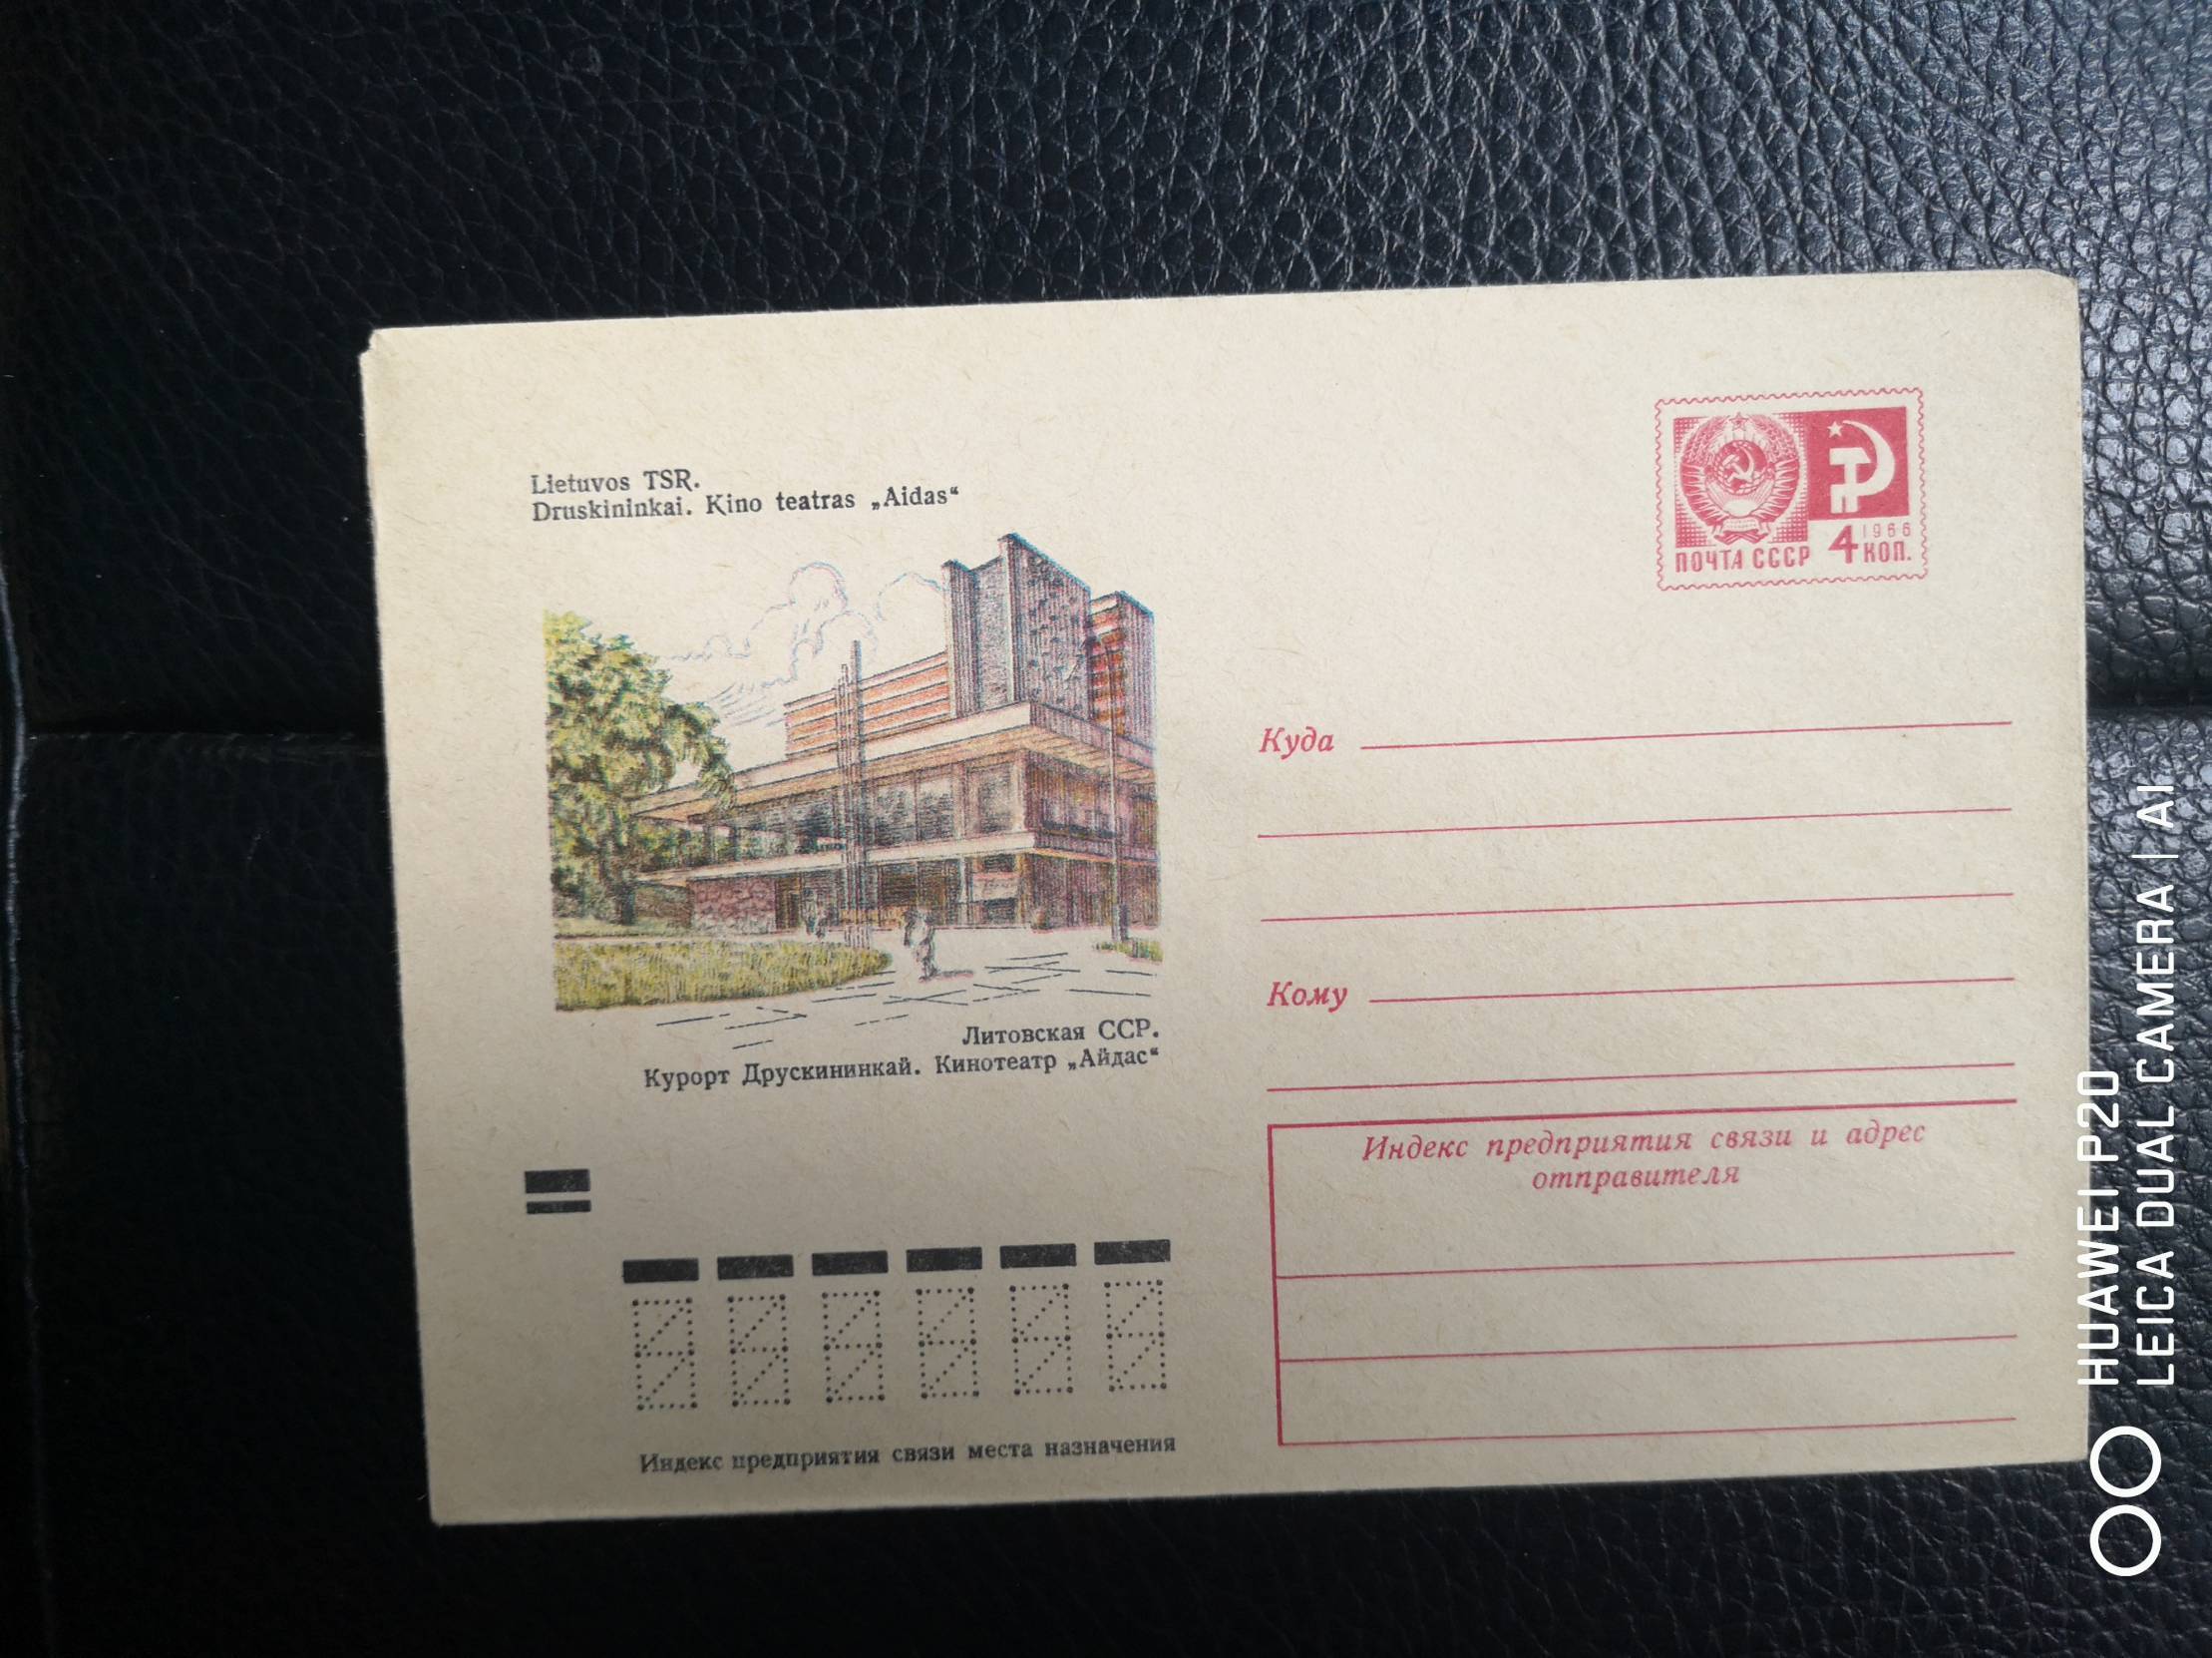 Lietuvos TSR.
Druskininkai. Kino teatras „Aidas“
ПОЧТА СССР 4 1966 КОП.
Литовская ССР.
Курорт Друскининкай. Кинотеатр „Айдас“
Куда
Кому
Индекс предприятия связи и адрес
отправителя
Индекс предприятия связи места назначения
HUAWEI P20
LEICA DUAL CAMERA | AI